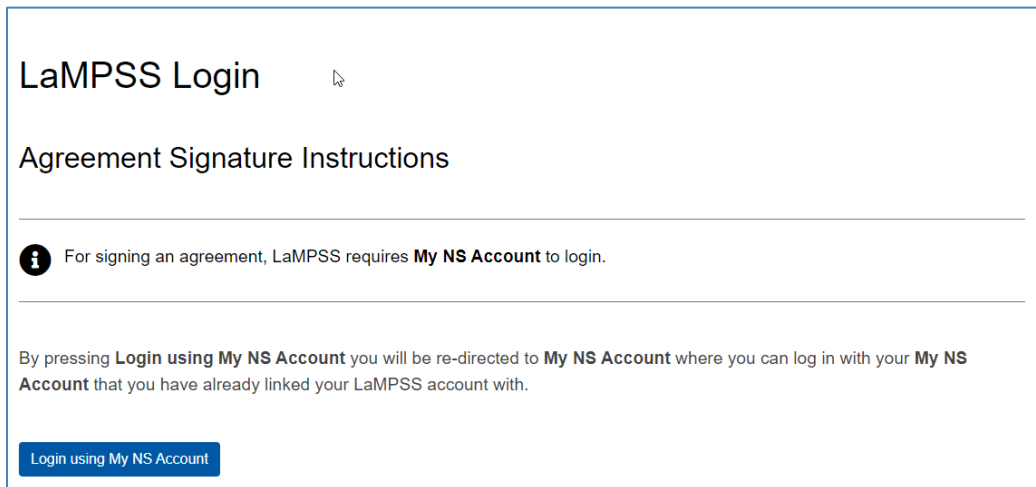 LaMPSS Login
Agreement Signature Instructions
For signing an agreement, LaMPSS requires My NS Account to login.
By pressing Login using My NS Account you will be re-directed to My NS Account where you can log in with your My NS
Account that you have already linked your LaMPSS account with.
Login using My NS Account